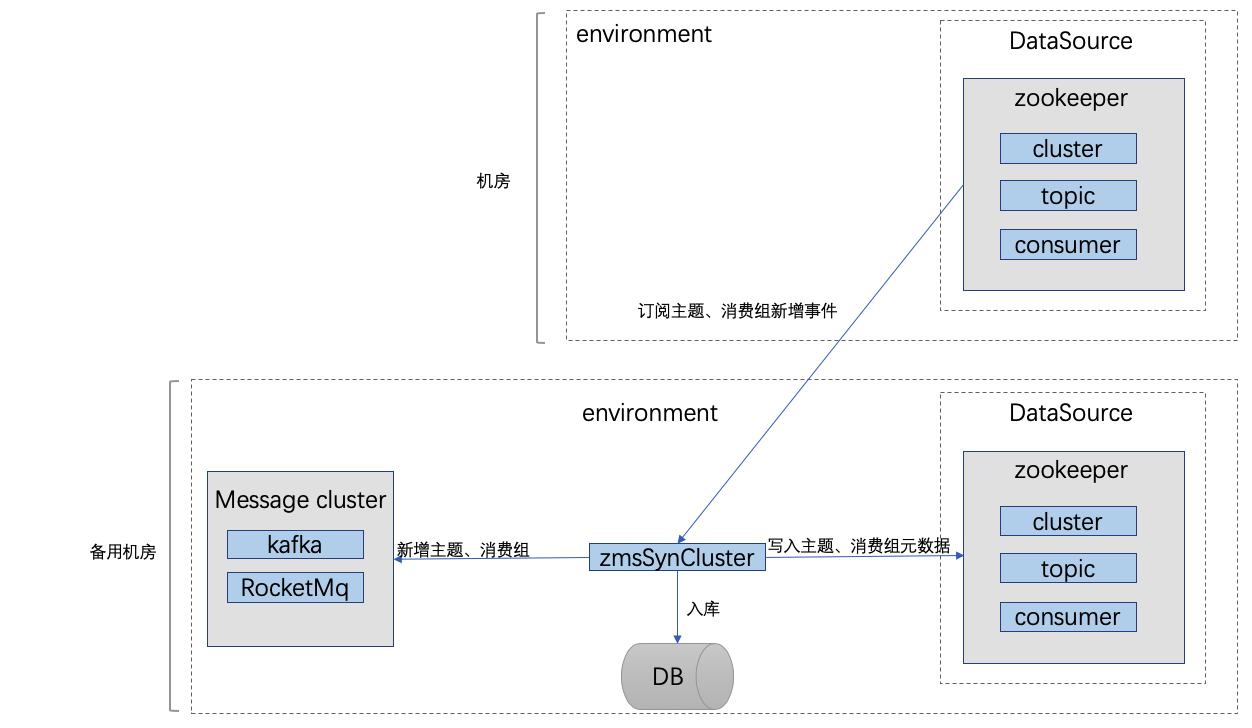 environment
DataSource
zookeeper
cluster
topic
consumer
机房
订阅主题、消费组新增事件
environment
DataSource
zookeeper
cluster
topic
consumer
备用机房
Message cluster
kafka
RocketMq
新增主题、消费组
zmsSynCluster
写入主题、消费组元数据
入库
DB